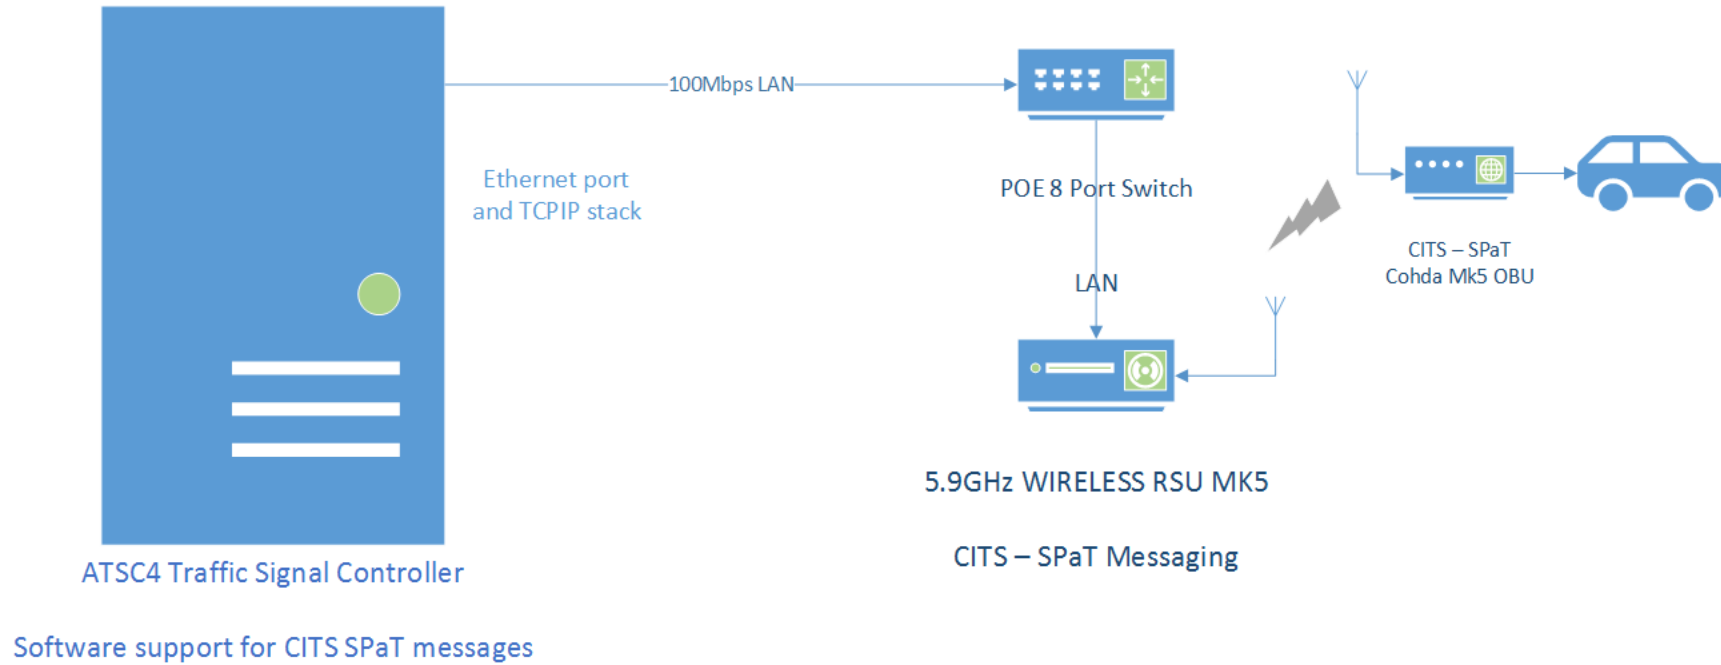 100Mbps LAN
Ethernet port
and TCPIP stack
POE 8 Port Switch
LAN
CITS – SPaT
Cohda Mk5 OBU
5.9GHz WIRELESS RSU MK5
CITS – SPaT Messaging
ATSC4 Traffic Signal Controller
Software support for CITS SPaT messages